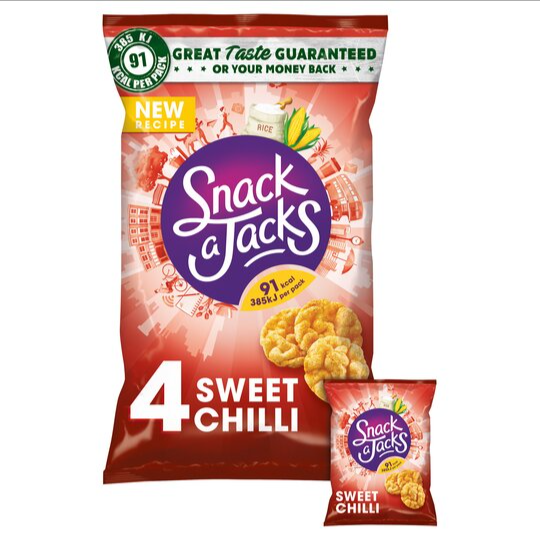 385 KJ
91
KCAL PER PACK
GREAT Taste GUARANTEED
OR YOUR MONEY BACK
NEW
RECIPE
RICE
Snack
a Jacks
91 kcal
385kJ per pack
4 SWEET
CHILLI
Snack
a Jacks
91
SWEET
CHILLI